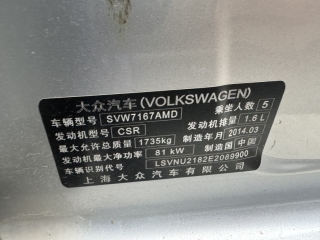 大众汽车(VOLKSWAGEN)
车辆型号 SVW7167AMD 乘坐人数 5
发动机型号 CSR 发动机排量 1.6 L
最大允许总质量 1735kg 制造年月 2014.03
发动机最大净功率 81 kW 制造国 中国
车辆识别代号 LSVNU2182E2089900
上海大众汽车有限公司